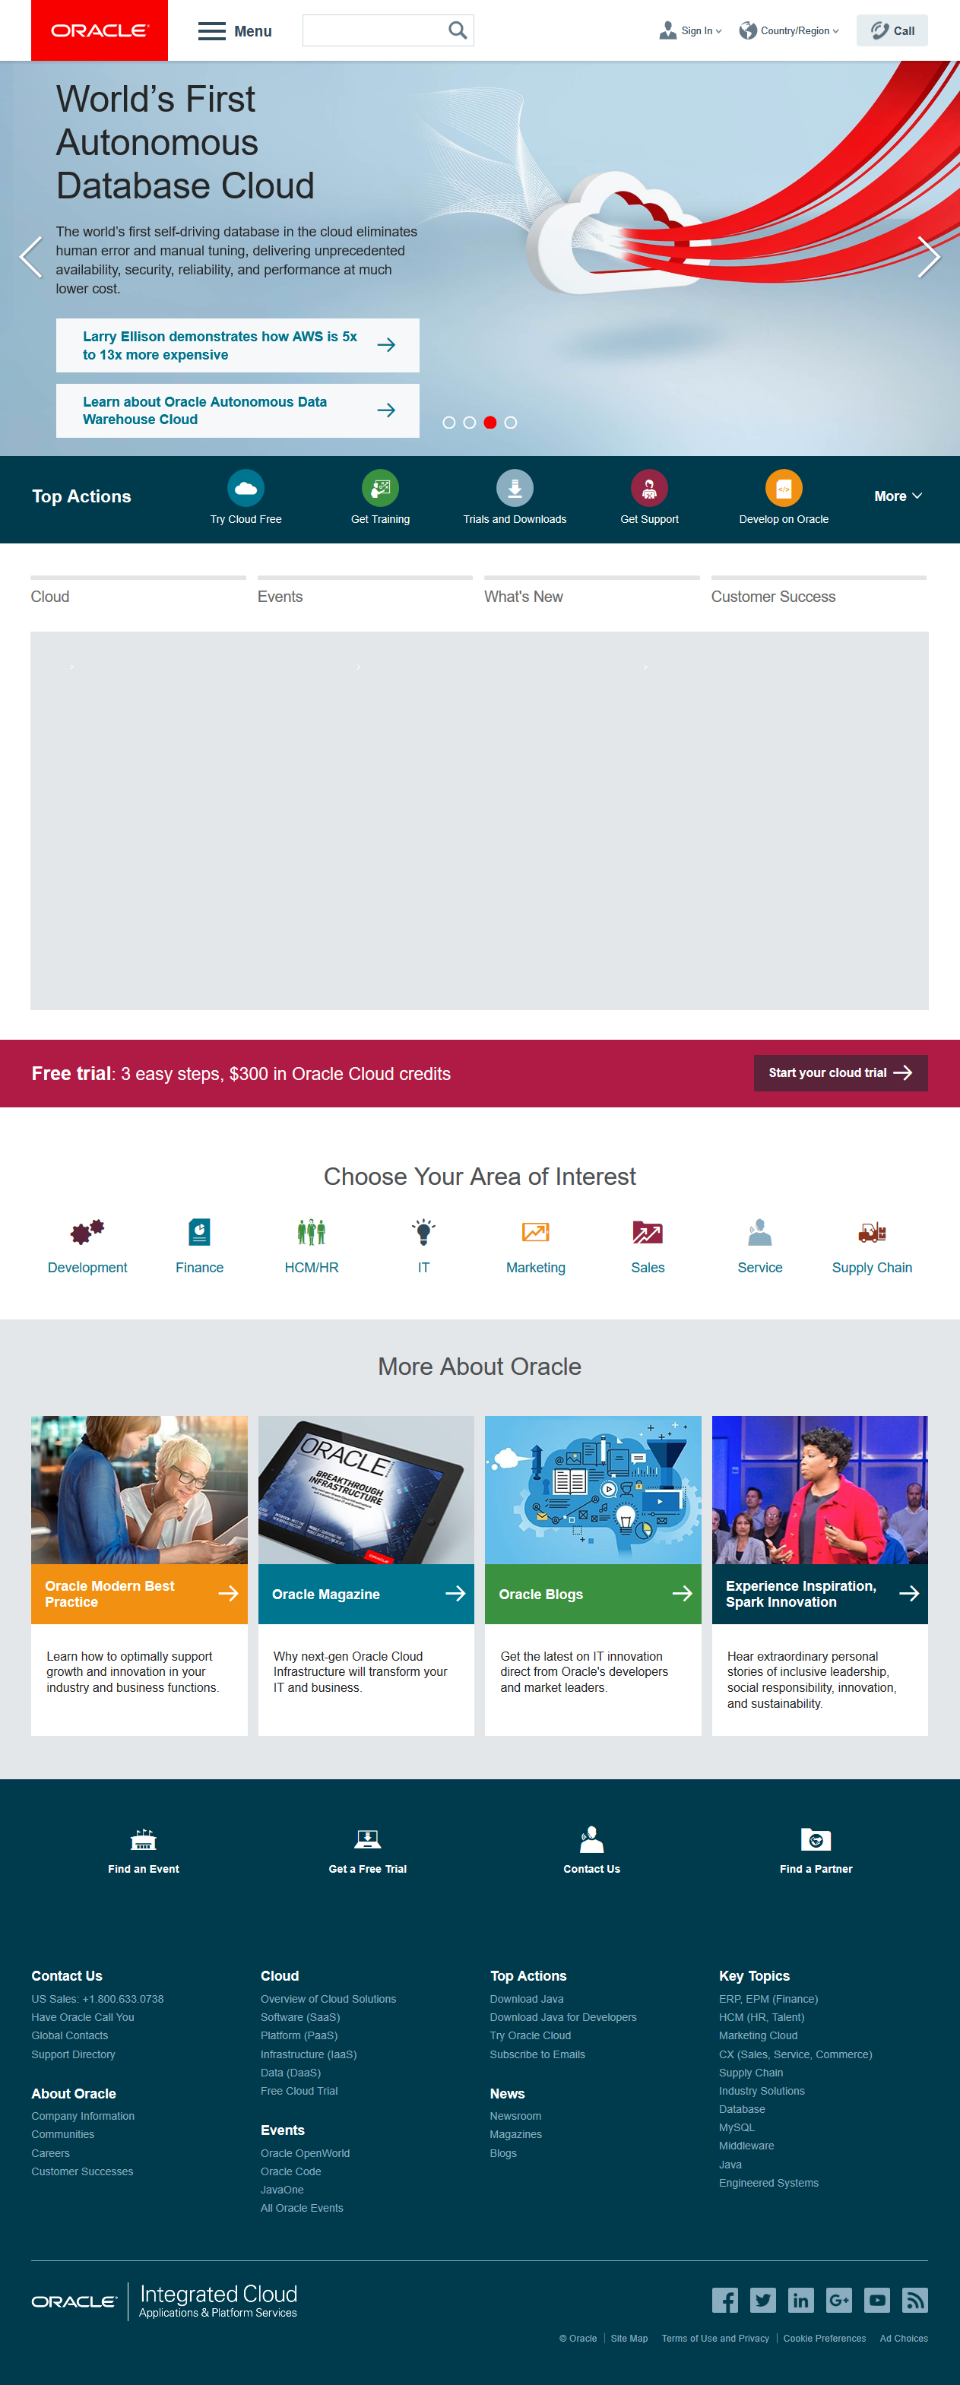 ORACLE
Menu
Sign In
Country/Region
Call
World's First
Autonomous
Database Cloud
The world's first self-driving database in the cloud eliminates
human error and manual tuning, delivering unprecedented
availability, security, reliability, and performance at much
lower cost.
Larry Ellison demonstrates how AWS is 5x
to 13x more expensive
Learn about Oracle Autonomous Data
Warehouse Cloud
Top Actions
Try Cloud Free
Get Training
Trials and Downloads
Get Support
Develop on Oracle
More
Cloud
Events
What's New
Customer Success
Free trial: 3 easy steps, $300 in Oracle Cloud credits
Start your cloud trial
Choose Your Area of Interest
Development
Finance
HCM/HR
IT
Marketing
Sales
Service
Supply Chain
More About Oracle
ORACLE
BREAKTHROUGH
INFRASTRUCTURE
Oracle Modern Best
Practice
Learn how to optimally support
growth and innovation in your
industry and business functions.
Oracle Magazine
Why next-gen Oracle Cloud
Infrastructure will transform your
IT and business.
Oracle Blogs
Get the latest on IT innovation
direct from Oracle's developers
and market leaders.
Experience Inspiration,
Spark Innovation
Hear extraordinary personal
stories of inclusive leadership,
social responsibility, innovation,
and sustainability.
Find an Event
Get a Free Trial
Contact Us
Find a Partner
Contact Us
US Sales: +1.800.633.0738
Have Oracle Call You
Global Contacts
Support Directory
About Oracle
Company Information
Communities
Careers
Customer Successes
Cloud
Overview of Cloud Solutions
Software (SaaS)
Platform (PaaS)
Infrastructure (IaaS)
Data (DaaS)
Free Cloud Trial
Events
Oracle OpenWorld
Oracle Code
JavaOne
All Oracle Events
Top Actions
Download Java
Download Java for Developers
Try Oracle Cloud
Subscribe to Emails
News
Newsroom
Magazines
Blogs
Key Topics
ERP, EPM (Finance)
HCM (HR, Talent)
Marketing Cloud
CX (Sales, Service, Commerce)
Supply Chain
Industry Solutions
Database
MySQL
Middleware
Java
Engineered Systems
ORACLE
Integrated Cloud
Applications & Platform Services
© Oracle
Site Map
Terms of Use and Privacy
Cookie Preferences
Ad Choices